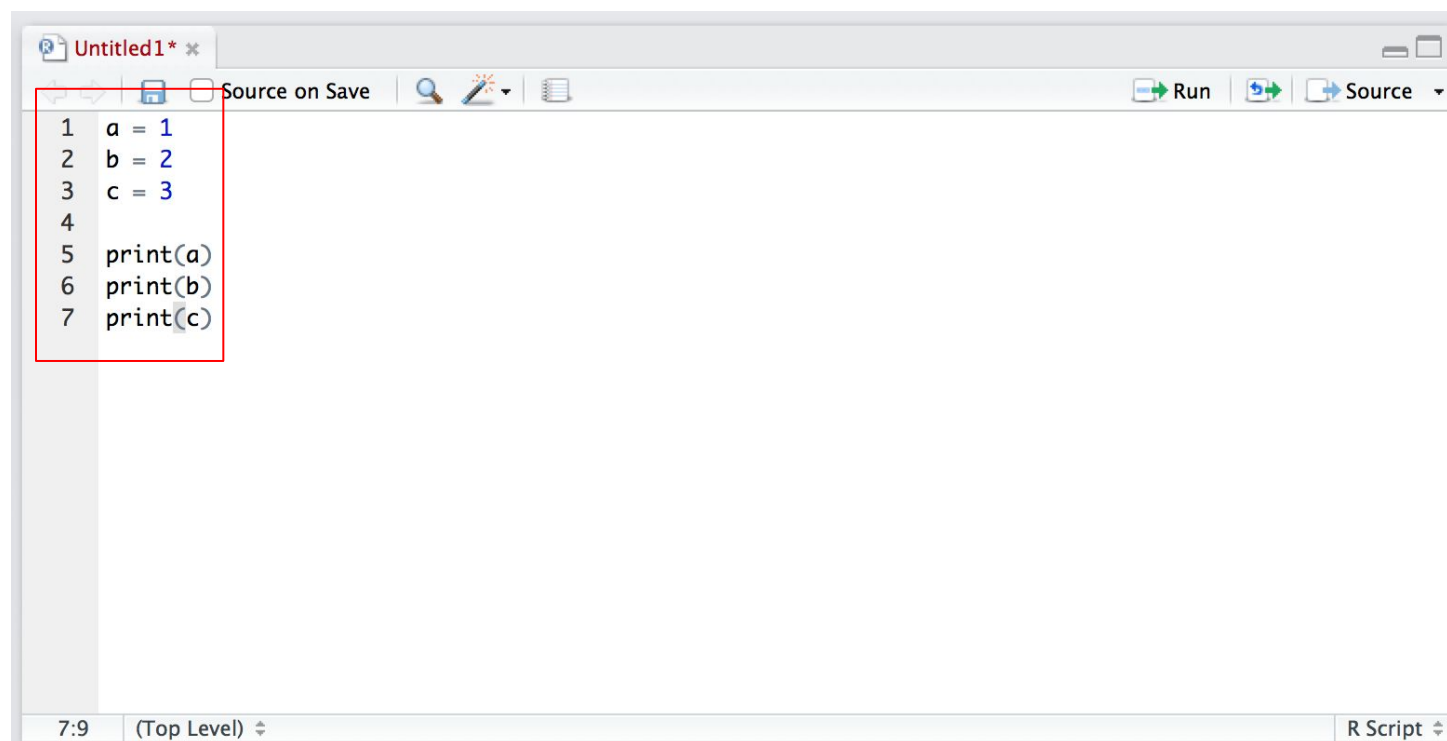 Untitled1*
Source on Save Run Source
1 a = 1
2 b = 2
3 c = 3
4
5 print(a)
6 print(b)
7 print(c)
7:9 (Top Level) R Script